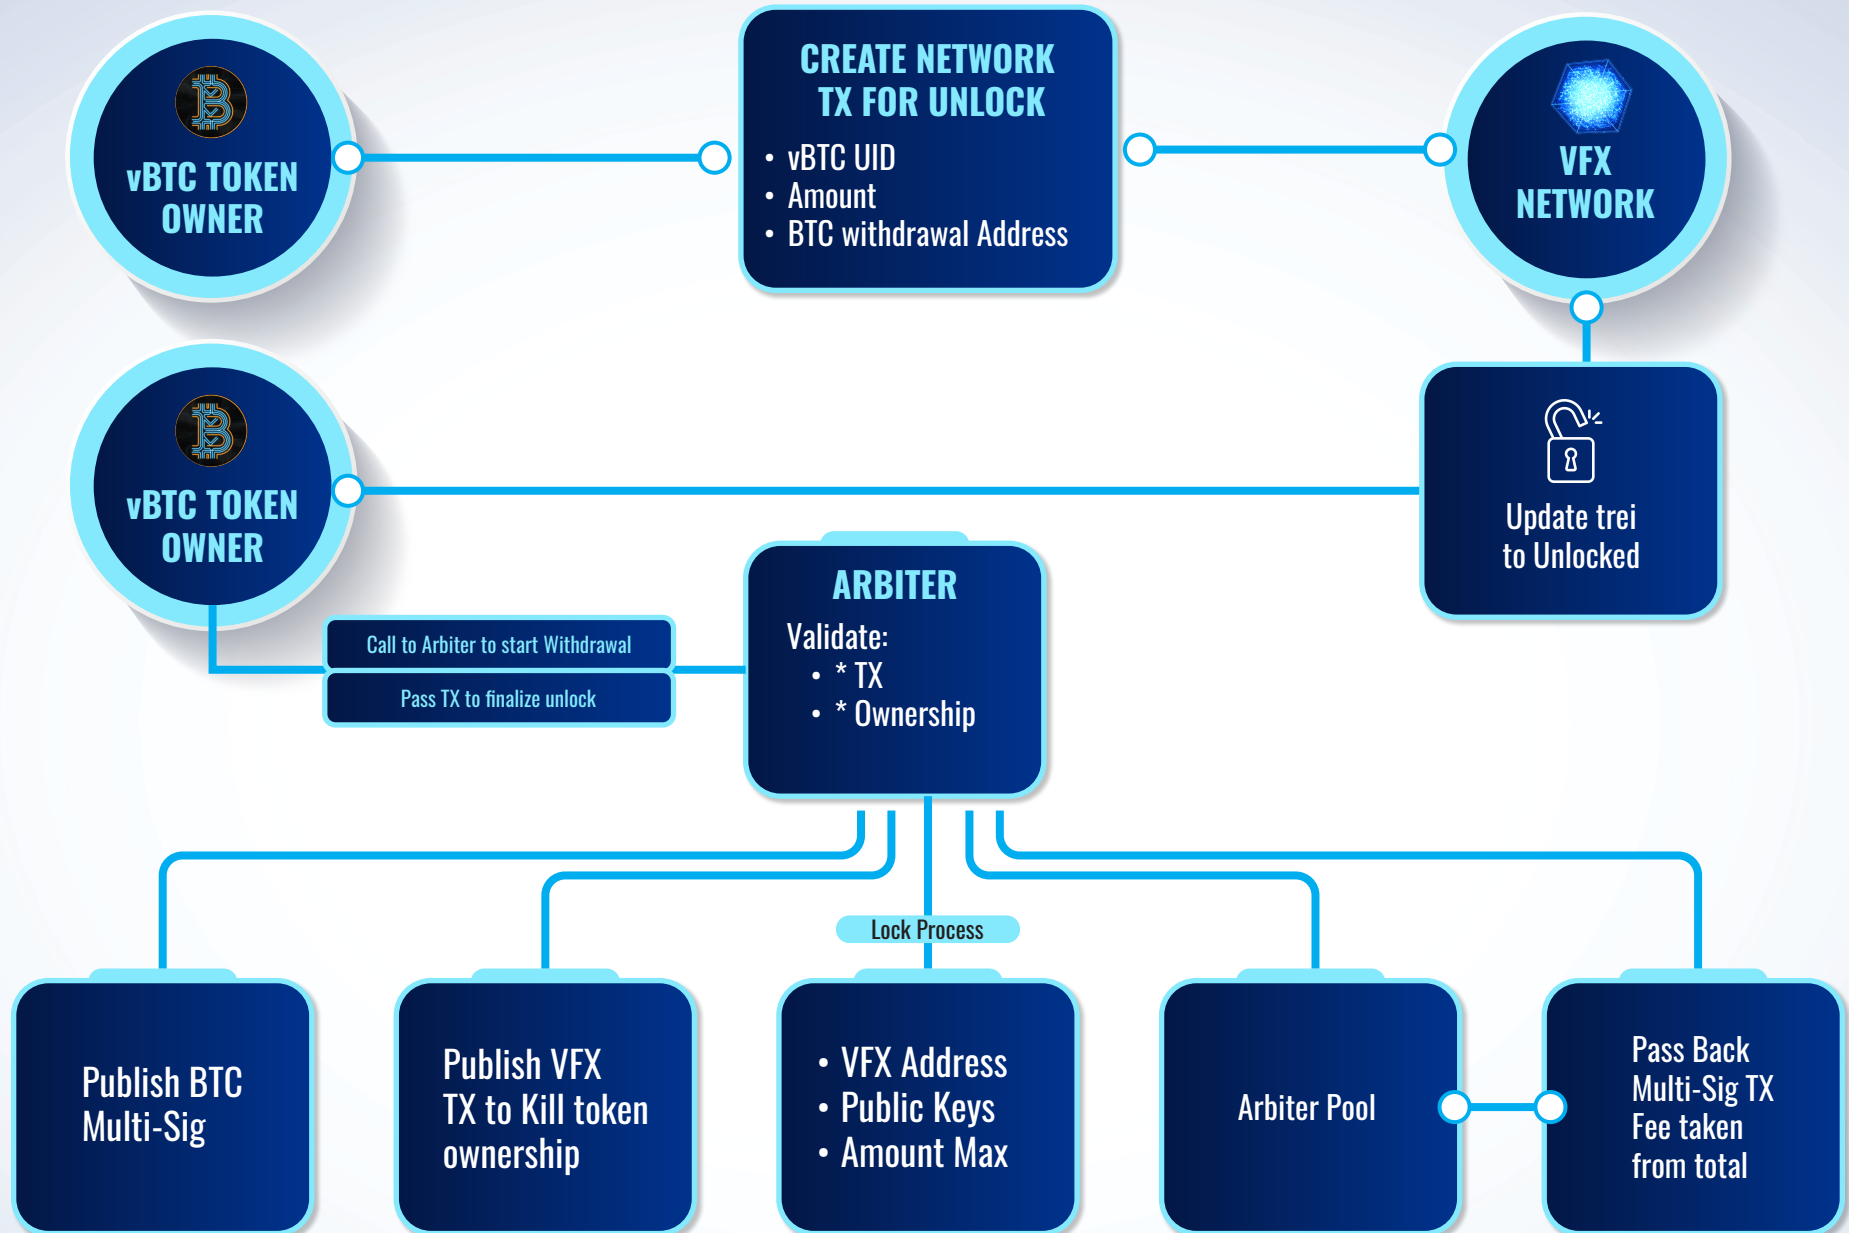 vBTC TOKEN
OWNER
CREATE NETWORK
TX FOR UNLOCK
• vBTC UID
• Amount
• BTC withdrawal Address
VFX
NETWORK
vBTC TOKEN
OWNER
Update trei
to Unlocked
Call to Arbiter to start Withdrawal
Pass TX to finalize unlock
ARBITER
Validate:
• * TX
• * Ownership
Lock Process
Publish BTC
Multi-Sig
Publish VFX
TX to Kill token
ownership
• VFX Address
• Public Keys
• Amount Max
Arbiter Pool
Pass Back
Multi-Sig TX
Fee taken
from total